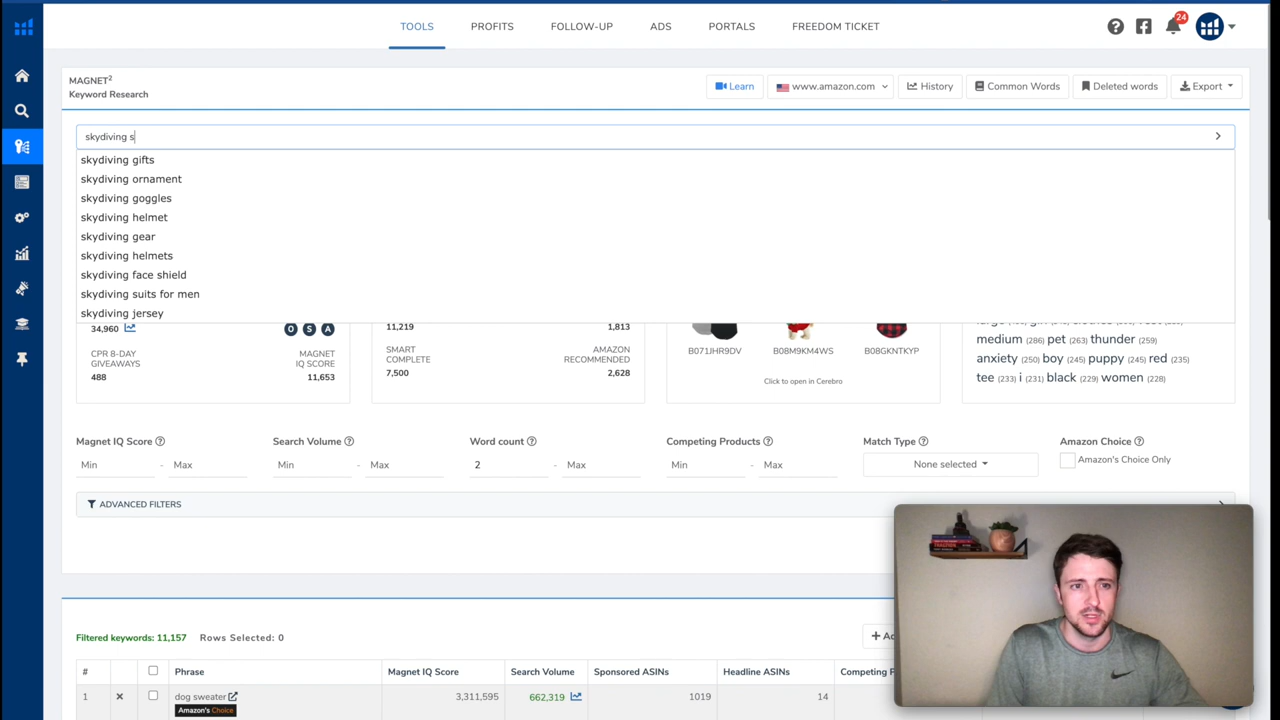 TOOLS PROFITS FOLLOW-UP ADS PORTALS FREEDOM TICKET
24
MAGNET2
Keyword Research
Learn www.amazon.com History Common Words Deleted words Export
skydiving s
skydiving gifts
skydiving ornament
skydiving goggles
skydiving helmet
skydiving gear
skydiving helmets
skydiving face shield
skydiving suits for men
skydiving jersey
34,960 O S A 11,219 1,813
medium (286) pet (263) thunder (259)
CPR 8-DAY GIVEAWAYS
488
MAGNET IQ SCORE
11,653
SMART COMPLETE
7,500
AMAZON RECOMMENDED
2,628
B071JHR9DV B08M9KM4WS B08GKNTKYP
Click to open in Cerebro
anxiety (250) boy (245) puppy (245) red (235)
tee (233) i (231) black (229) women (228)
Magnet IQ Score Search Volume Word count Competing Products Match Type Amazon Choice
Min - Max Min - Max 2 - Max Min - Max None selected Amazon's Choice Only
ADVANCED FILTERS
Filtered keywords: 11,157 Rows Selected: 0
# Phrase Magnet IQ Score Search Volume Sponsored ASINs Headline ASINs
1 dog sweater 3,311,595 662,319 1019 14
Amazon's Choice